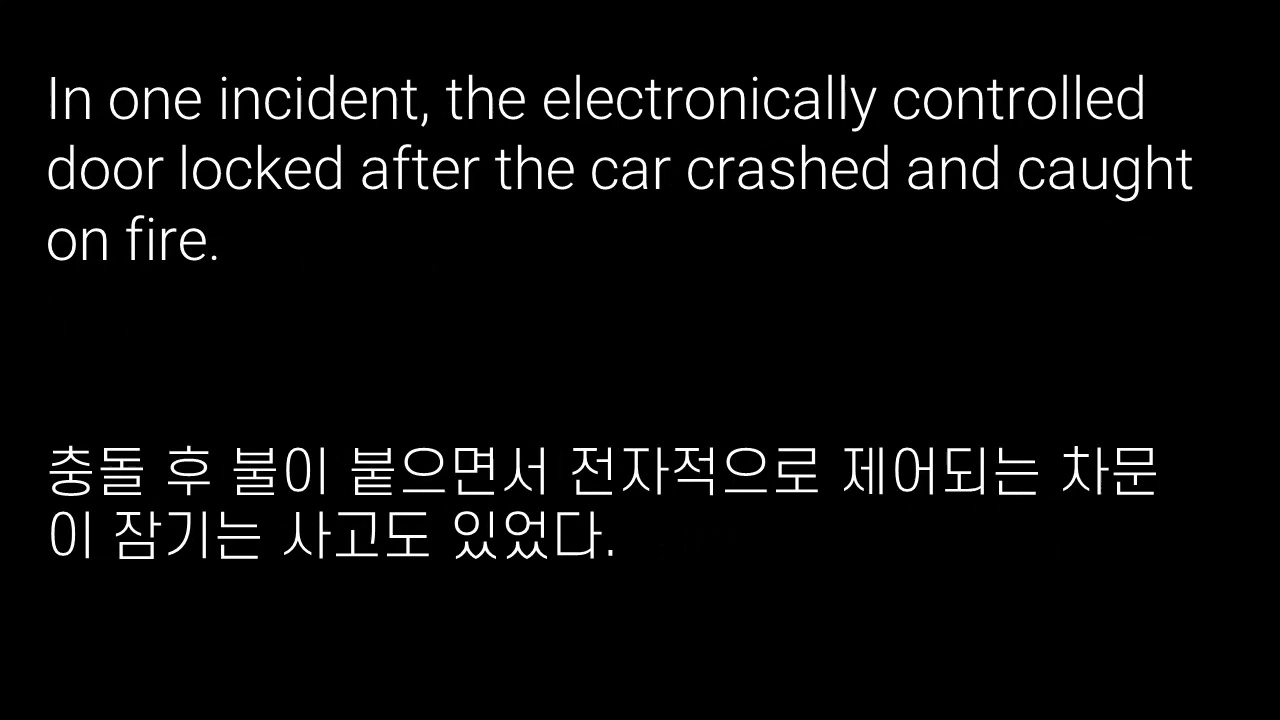 In one incident, the electronically controlled
door locked after the car crashed and caught
on fire.
충돌 후 불이 붙으면서 전자적으로 제어되는 차문
이 잠기는 사고도 있었다.